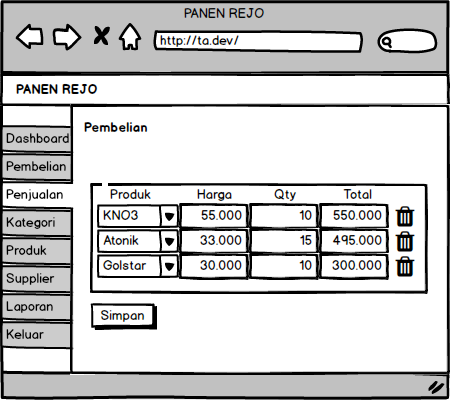 PANEN REJO
http://ta.dev/
PANEN REJO
Dashboard
Pembelian
Penjualan
Kategori
Produk
Supplier
Laporan
Keluar
Pembelian
Produk Harga Qty Total
KNO3 55.000 10 550.000
Atonik 33.000 15 495.000
Golstar 30.000 10 300.000
Simpan